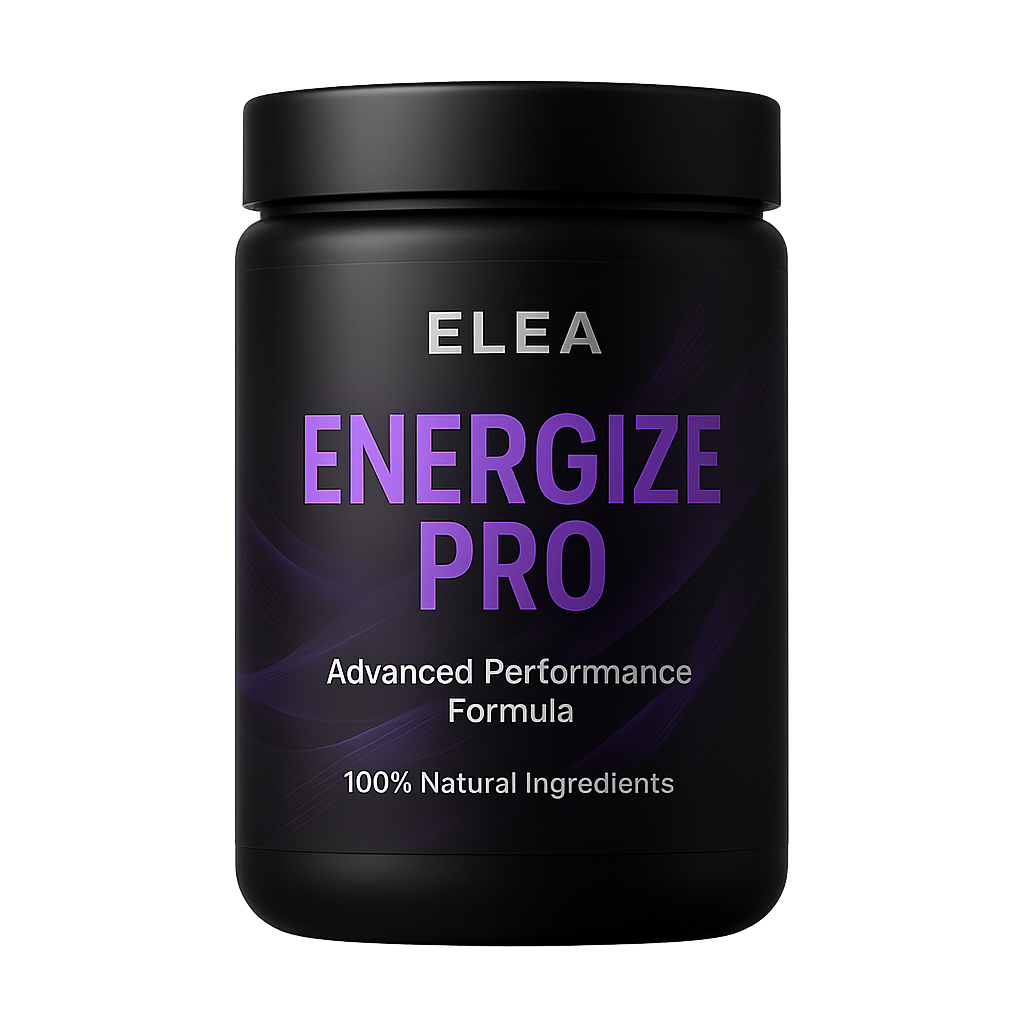 ELEA
ENERGIZE
PRO
Advanced Performance
Formula
100% Natural Ingredients